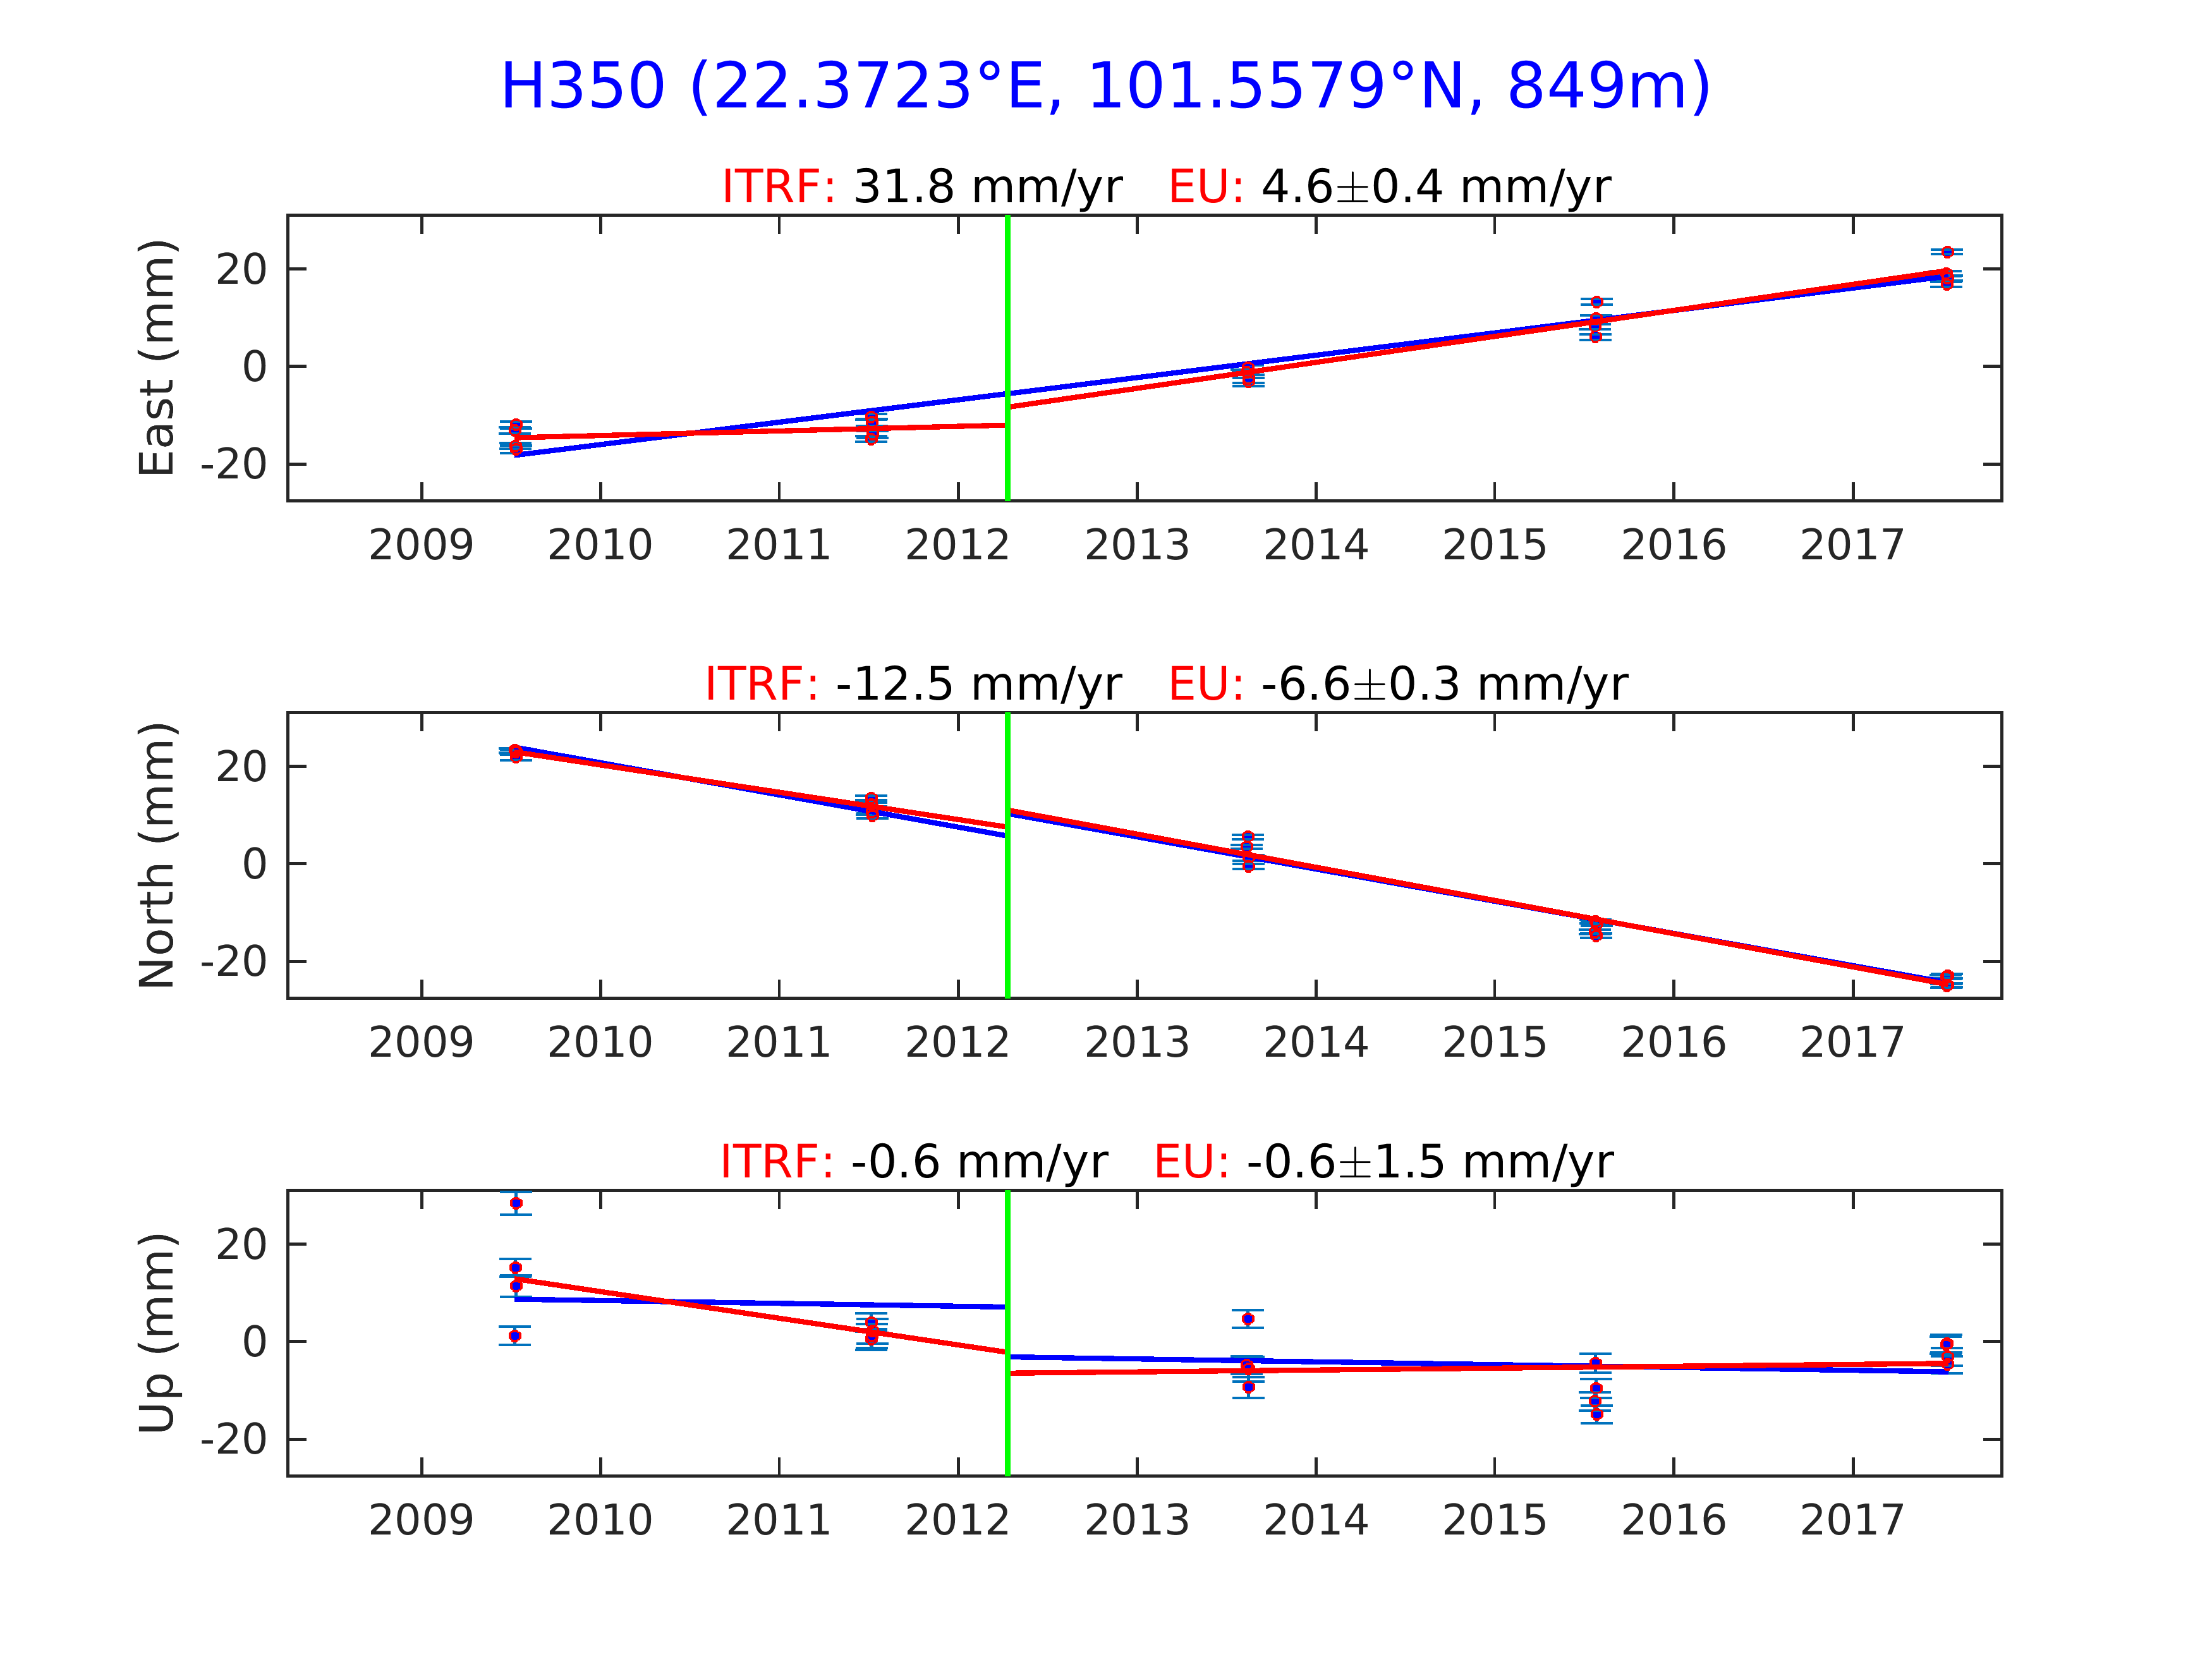 H350 (22.3723°E, 101.5579°N, 849m)
ITRF: 31.8 mm/yr EU: 4.6±0.4 mm/yr
East (mm)
20
0
-20
2009 2010 2011 2012 2013 2014 2015 2016 2017
ITRF: -12.5 mm/yr EU: -6.6±0.3 mm/yr
North (mm)
20
0
-20
2009 2010 2011 2012 2013 2014 2015 2016 2017
ITRF: -0.6 mm/yr EU: -0.6±1.5 mm/yr
Up (mm)
20
0
-20
2009 2010 2011 2012 2013 2014 2015 2016 2017